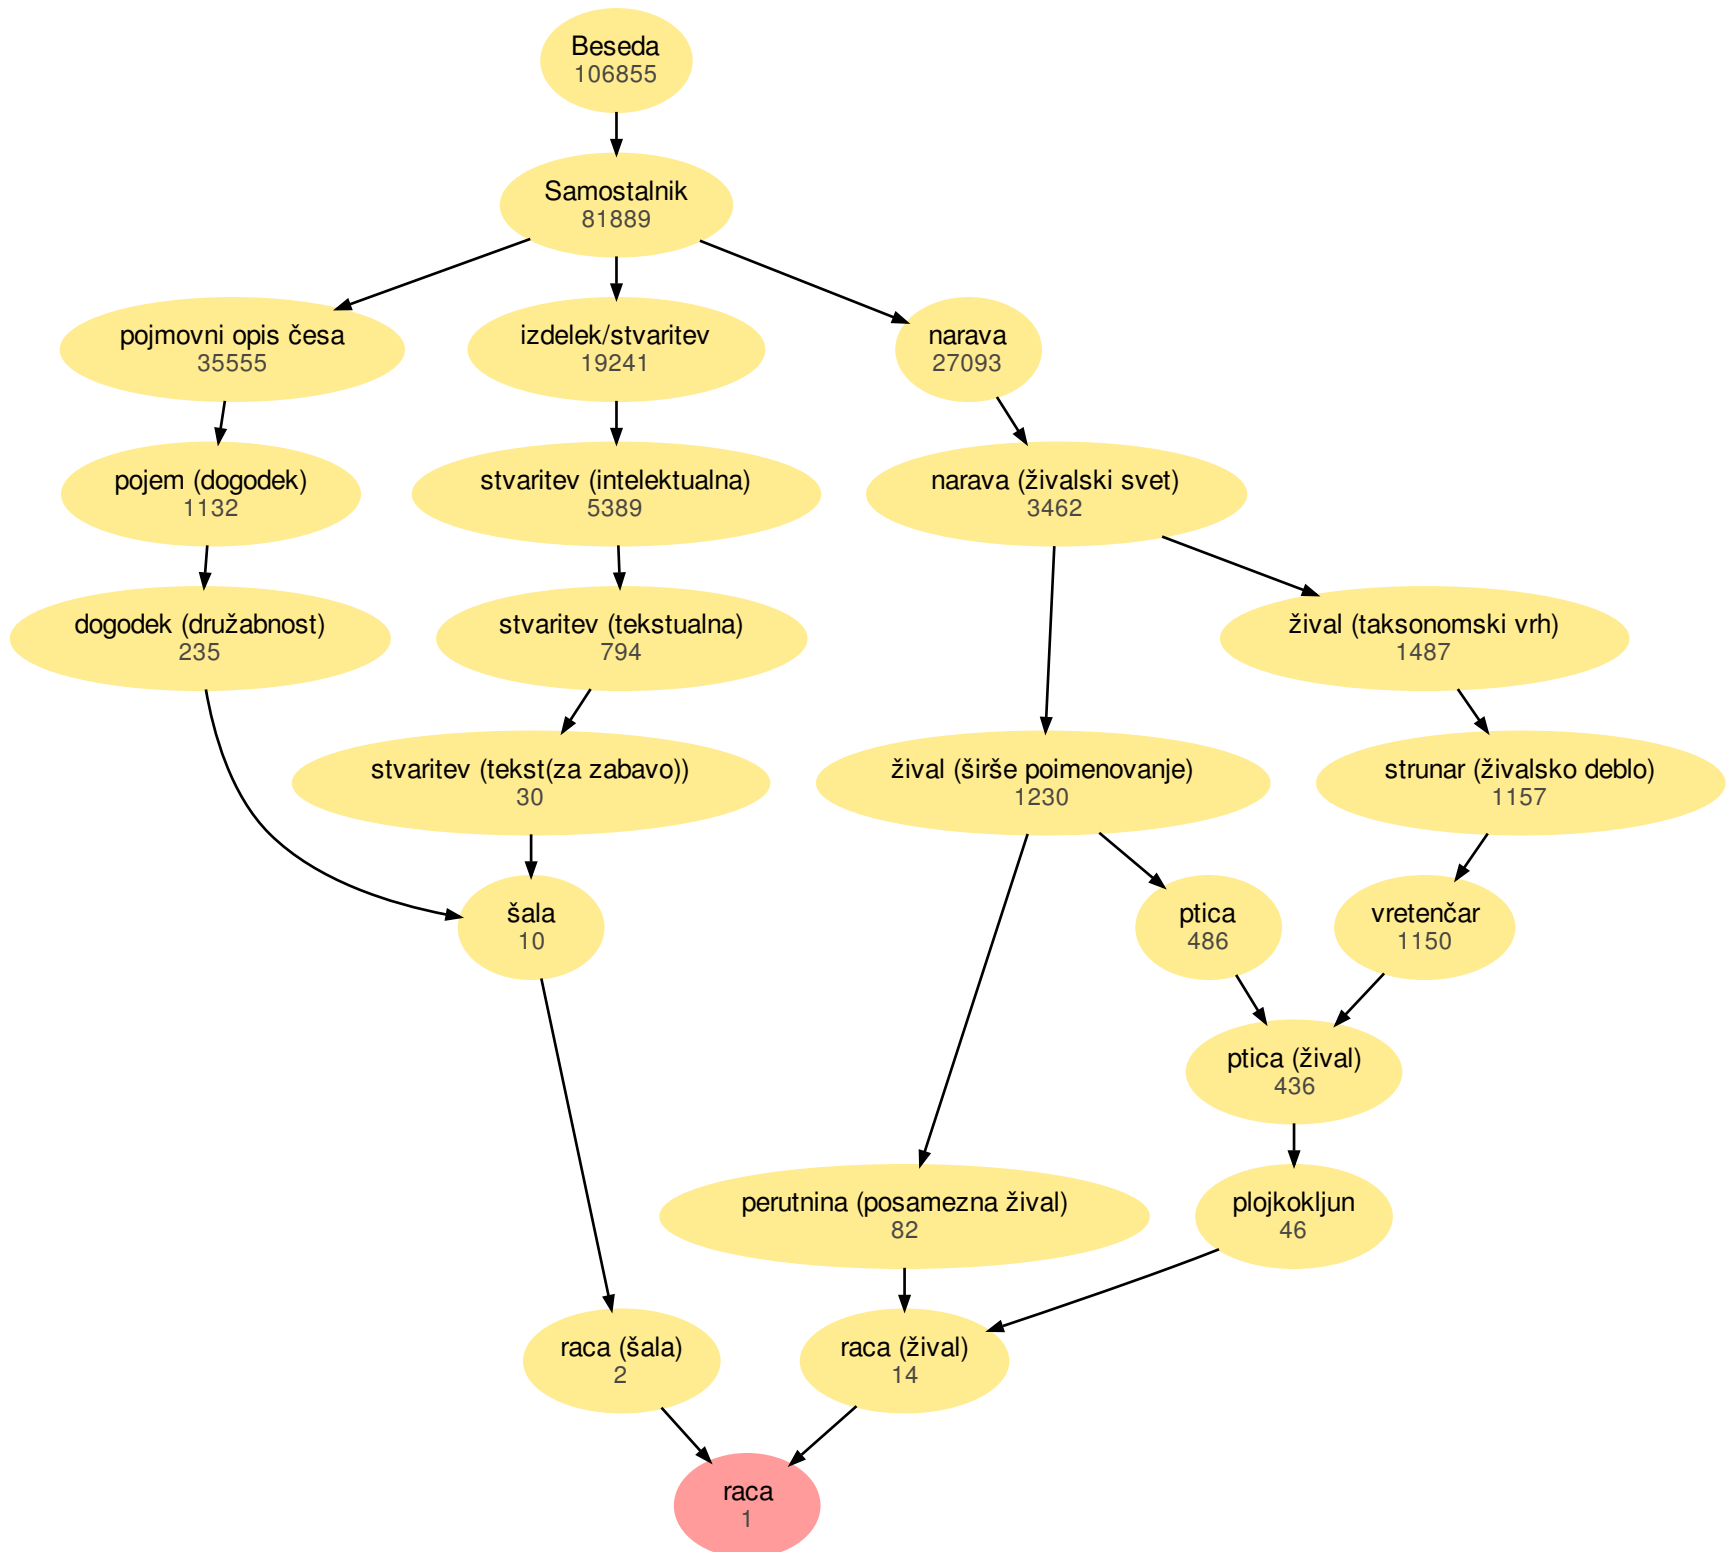 Beseda
106855
Samostalnik
81889
pojmovni opis česa
35555
izdelek/stvaritev
19241
narava
27093
pojem (dogodek)
1132
stvaritev (intelektualna)
5389
narava (živalski svet)
3462
dogodek (družabnost)
235
stvaritev (tekstualna)
794
žival (taksonomski vrh)
1487
stvaritev (tekst(za zabavo))
30
žival (širše poimenovanje)
1230
strunar (živalsko deblo)
1157
šala
10
ptica
486
vretenčar
1150
ptica (žival)
436
perutnina (posamezna žival)
82
plojkokljun
46
raca (šala)
2
raca (žival)
14
raca
1